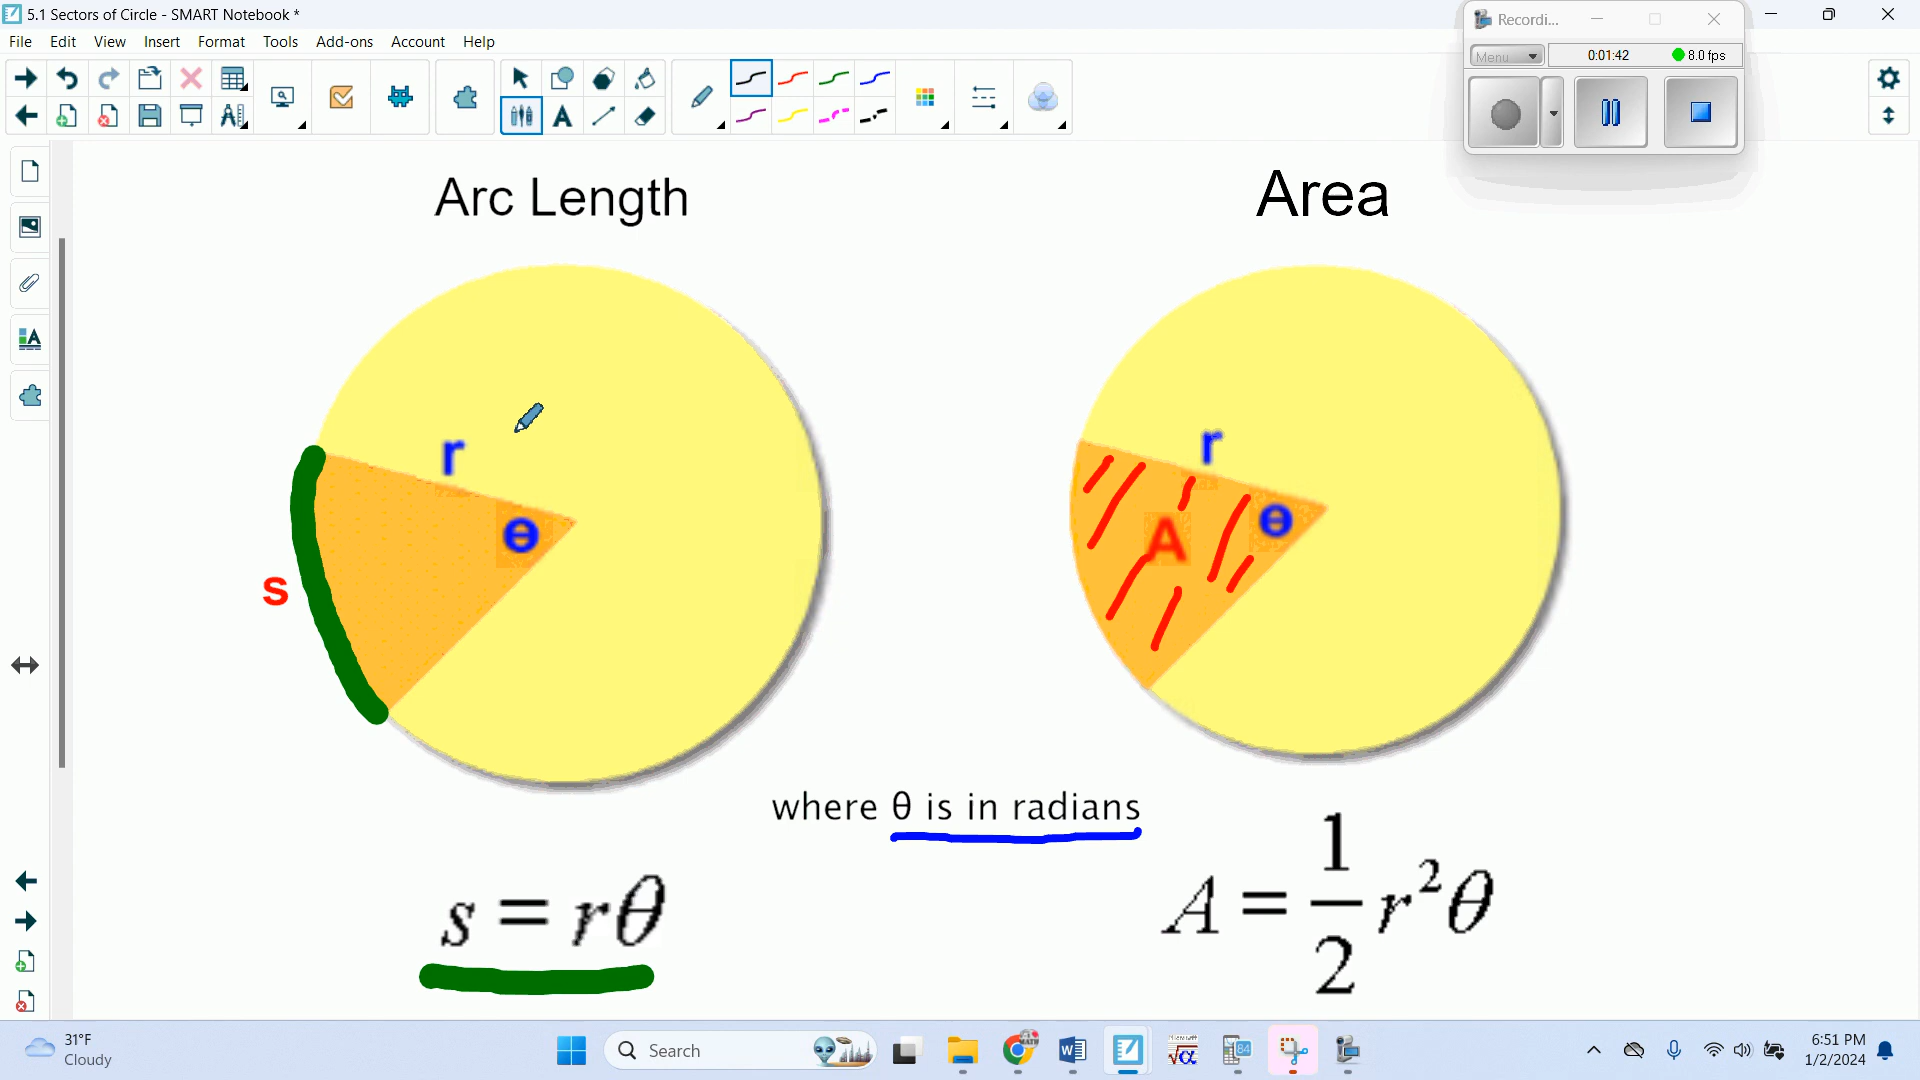 5.1 Sectors of Circle - SMART Notebook *
Recordi...
File Edit View Insert Format Tools Add-ons Account Help
Menu
0:01:42
8.0 fps
Arc Length
Area
r
θ
s
r
θ
A
where θ is in radians
s = rθ
A = 1/2 r²θ
31°F
Cloudy
Search
MATH
84
√α
6:51 PM
1/2/2024